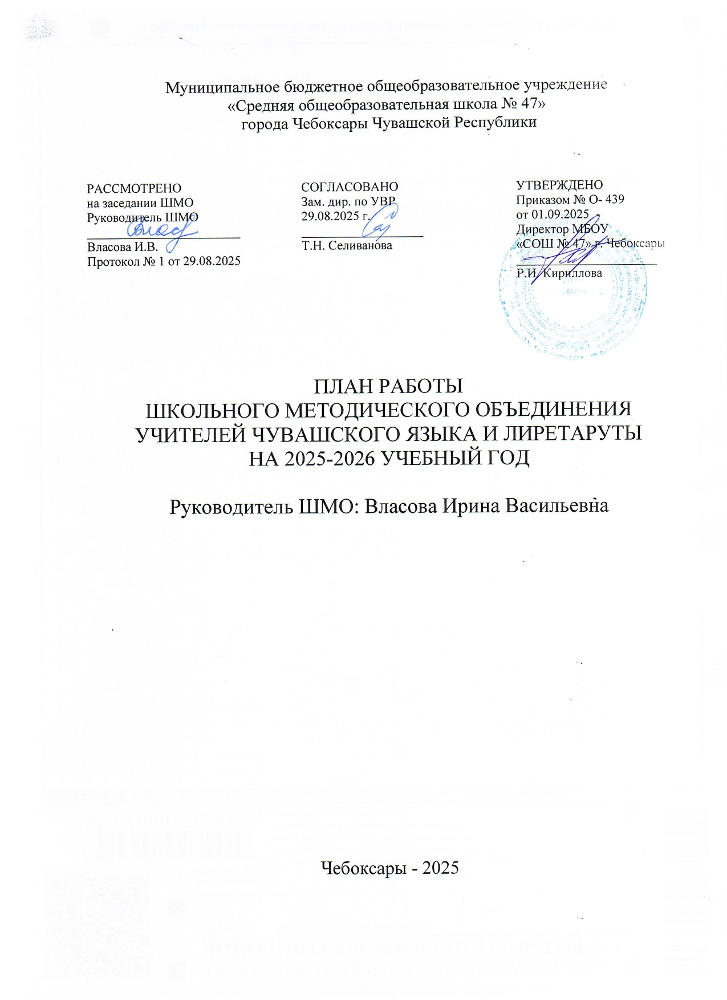 Муниципальное бюджетное общеобразовательное учреждение
«Средняя общеобразовательная школа № 47»
города Чебоксары Чувашской Республики
РАССМОТРЕНО
на заседании ШМО
Руководитель ШМО
Власова И.В.
Протокол № 1 от 29.08.2025
СОГЛАСОВАНО
Зам. дир. по УВР
29.08.2025 г.
Т.Н. Селиванова
УТВЕРЖДЕНО
Приказом № О- 439
от 01.09.2025
Директор МБОУ
«СОШ № 47» г. Чебоксары
Р.И. Кириллова
ПЛАН РАБОТЫ
ШКОЛЬНОГО МЕТОДИЧЕСКОГО ОБЪЕДИНЕНИЯ
УЧИТЕЛЕЙ ЧУВАШСКОГО ЯЗЫКА И ЛИРЕТАРУТЫ
НА 2025-2026 УЧЕБНЫЙ ГОД
Руководитель ШМО: Власова Ирина Васильевна
Чебоксары - 2025